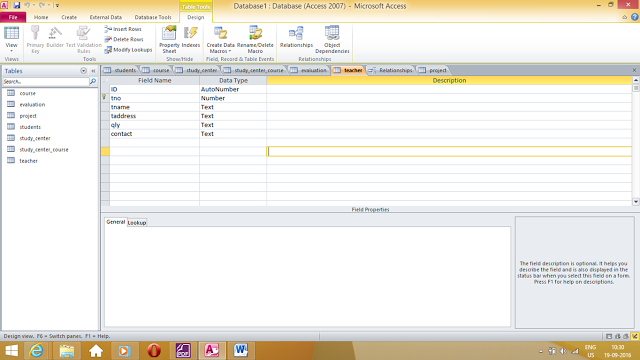 Table Tools
Database1 : Database (Access 2007) - Microsoft Access
File Home Create External Data Database Tools Design
View
Primary Key
Builder
Test Validation Rules
Insert Rows
Delete Rows
Modify Lookups
Property Sheet
Indexes
Create Data Macros
Rename/Delete Macro
Relationships
Object Dependencies
Views Tools Show/Hide Field, Record & Table Events Relationships
Tables
Search...
course
evaluation
project
students
study_center
study_center_course
teacher
students course study_center study_center_course evaluation teacher Relationships project
Field Name Data Type Description
ID AutoNumber
tno Number
tname Text
taddress Text
qly Text
contact Text
Field Properties
General Lookup
The field description is optional. It helps you
describe the field and is also displayed in the
status bar when you select this field on a form.
Press F1 for help on descriptions.
Design view. F6 = Switch panes. F1 = Help.
PDF
ENG
US
10:30
19-09-2016